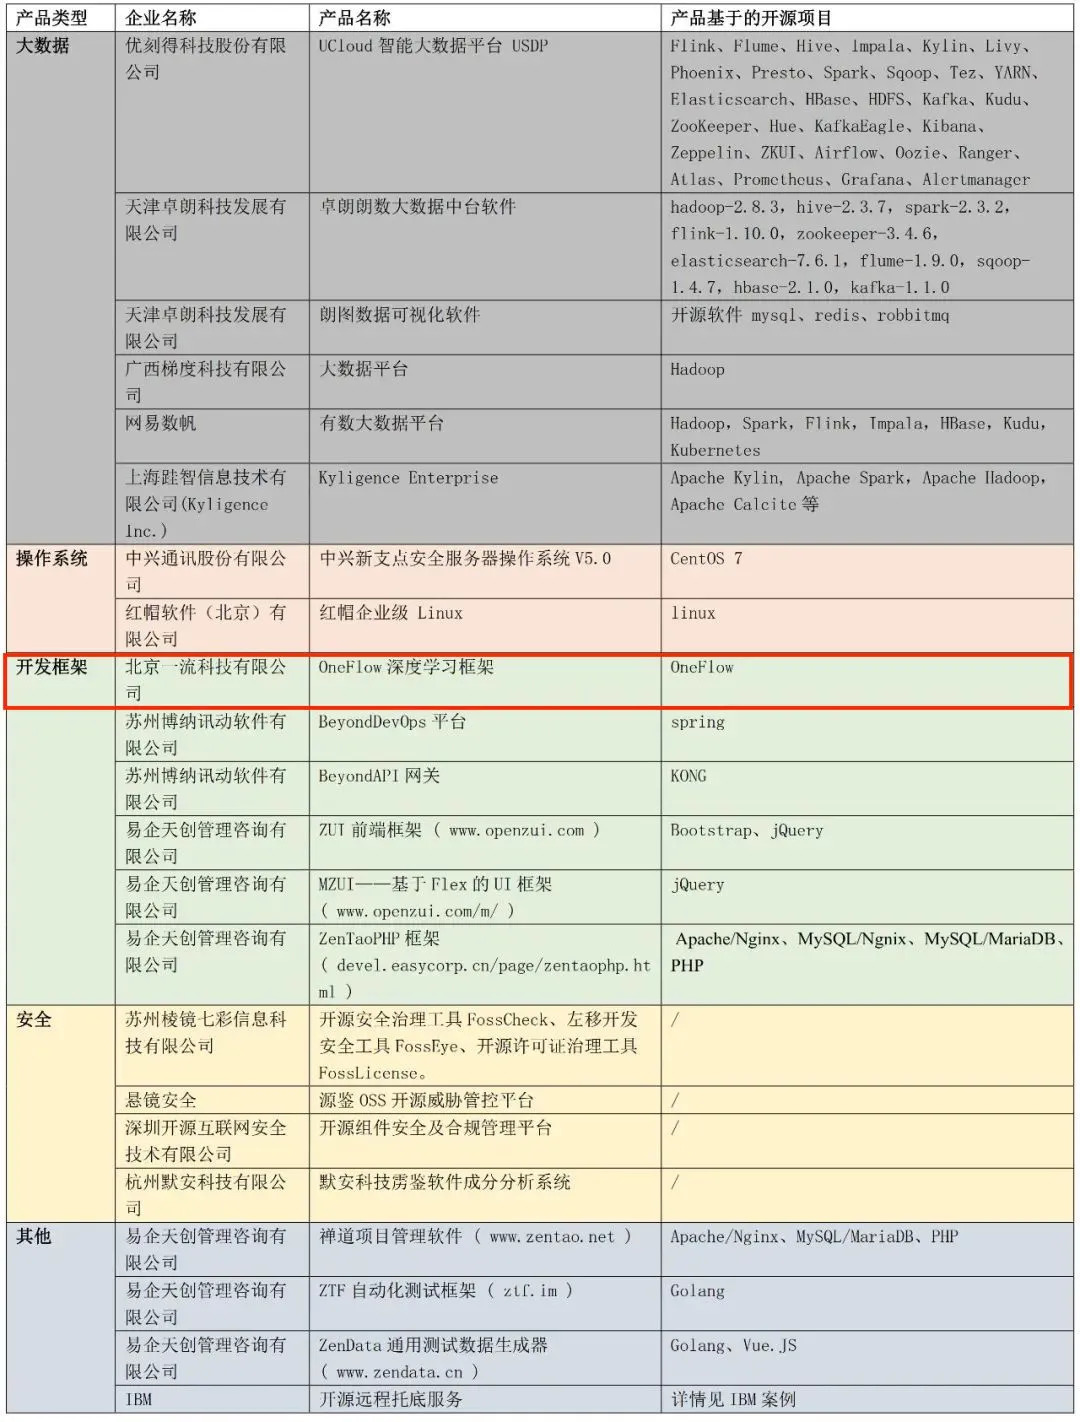 产品类型 企业名称 产品名称 产品基于的开源项目
大数据 优刻得科技股份有限 UCloud 智能大数据平台 USDP Flink、Flume、Hive、Impala、Kylin、Livy、
公司 Phoenix、Presto、Spark、Sqoop、Tez、YARN、
Elasticsearch、HBase、HDFS、Kafka、Kudu、
ZooKeeper、Hue、KafkaEagle、Kibana、
Zeppelin、ZKUI、Airflow、Oozie、Ranger、
Atlas、Prometheus、Grafana、Alertmanager
天津卓朗科技发展有 卓朗朗数大数据中台软件 hadoop-2.8.3, hive-2.3.7, spark-2.3.2,
限公司 flink-1.10.0, zookeeper-3.4.6,
elasticsearch-7.6.1, flume-1.9.0, sqoop-
1.4.7, hbase-2.1.0, kafka-1.1.0
天津卓朗科技发展有 朗图数据可视化软件 开源软件 mysql、redis、robbitmq
限公司
广西梯度科技有限公 大数据平台 Hadoop
司
网易数帆 有数大数据平台 Hadoop, Spark, Flink, Impala, HBase, Kudu,
Kubernetes
上海跬智信息技术有 Kyligence Enterprise Apache Kylin, Apache Spark, Apache Hadoop,
限公司(Kyligence Apache Calcite 等
Inc.)
操作系统 中兴通讯股份有限公 中兴新支点安全服务器操作系统 V5.0 CentOS 7
司
红帽软件（北京）有 红帽企业级 Linux linux
限公司
开发框架 北京一流科技有限公 OneFlow 深度学习框架 OneFlow
司
苏州博纳讯动软件有 BeyondDevOps 平台 spring
限公司
苏州博纳讯动软件有 BeyondAPI 网关 KONG
限公司
易企天创管理咨询有 ZUI 前端框架 ( www.openzui.com ) Bootstrap、jQuery
限公司
易企天创管理咨询有 MZUI——基于 Flex 的 UI 框架 jQuery
限公司 ( www.openzui.com/m/ )
易企天创管理咨询有 ZenTaoPHP 框架 Apache/Nginx、MySQL/Ngnix、MySQL/MariaDB、
限公司 ( devel.easycorp.cn/page/zentaophp.ht PHP
ml )
安全 苏州棱镜七彩信息科 开源安全治理工具 FossCheck、左移开发 /
技有限公司 安全工具 FossEye、开源许可证治理工具
FossLicense。
悬镜安全 源鉴 OSS 开源威胁管控平台 /
深圳开源互联网安全 开源组件安全及合规管理平台 /
技术有限公司
杭州默安科技有限公 默安科技雳鉴软件成分分析系统 /
司
其他 易企天创管理咨询有 禅道项目管理软件 ( www.zentao.net ) Apache/Nginx、MySQL/MariaDB、PHP
限公司
易企天创管理咨询有 ZTF 自动化测试框架 ( ztf.im ) Golang
限公司
易企天创管理咨询有 ZenData 通用测试数据生成器 Golang、Vue.JS
限公司 ( www.zendata.cn )
IBM 开源远程托底服务 详情见 IBM 案例